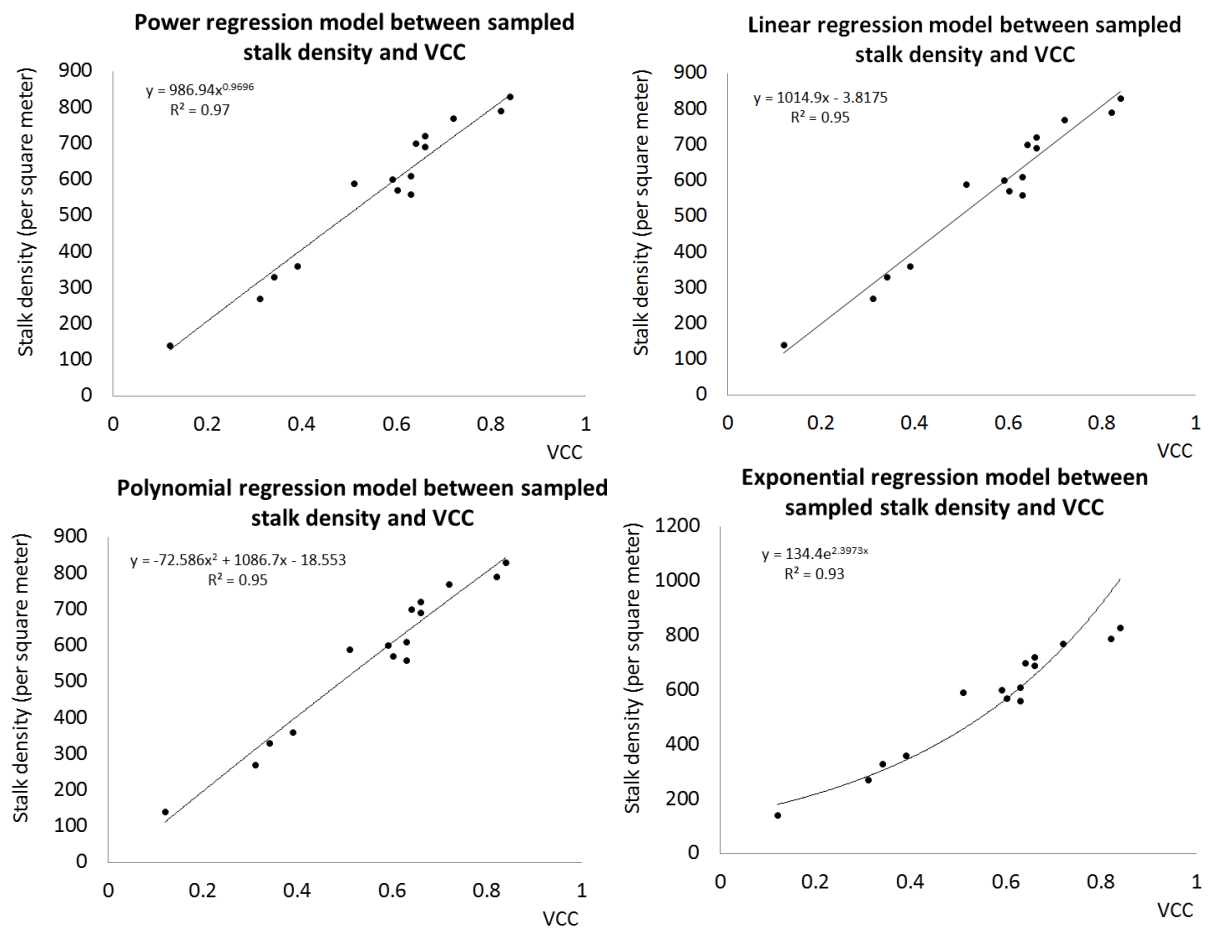 Power regression model between sampled
stalk density and VCC
Stalk density (per square meter)
900
800
700
600
500
400
300
200
100
0
y = 986.94x^0.9696
R² = 0.97
0 0.2 0.4 0.6 0.8 1
VCC
Linear regression model between sampled
stalk density and VCC
Stalk density (per square meter)
900
800
700
600
500
400
300
200
100
0
y = 1014.9x - 3.8175
R² = 0.95
0 0.2 0.4 0.6 0.8 1
VCC
Polynomial regression model between sampled
stalk density and VCC
Stalk density (per square meter)
900
800
700
600
500
400
300
200
100
0
y = -72.586x² + 1086.7x - 18.553
R² = 0.95
0 0.2 0.4 0.6 0.8 1
VCC
Exponential regression model between
sampled stalk density and VCC
Stalk density (per square meter)
1200
1000
800
600
400
200
0
y = 134.4e^2.3973x
R² = 0.93
0 0.2 0.4 0.6 0.8 1
VCC